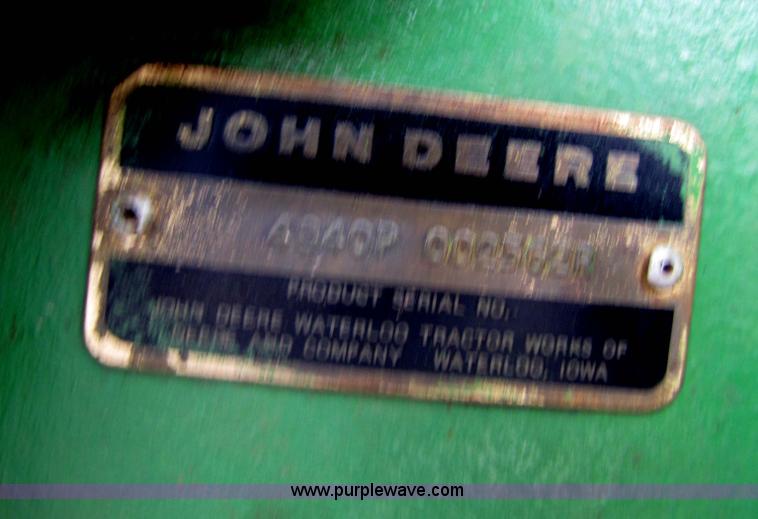 JOHN DEERE
PRODUCT SERIAL NO.
JOHN DEERE WATERLOO TRACTOR WORKS OF
DEERE AND COMPANY WATERLOO, IOWA
www.purplewave.com